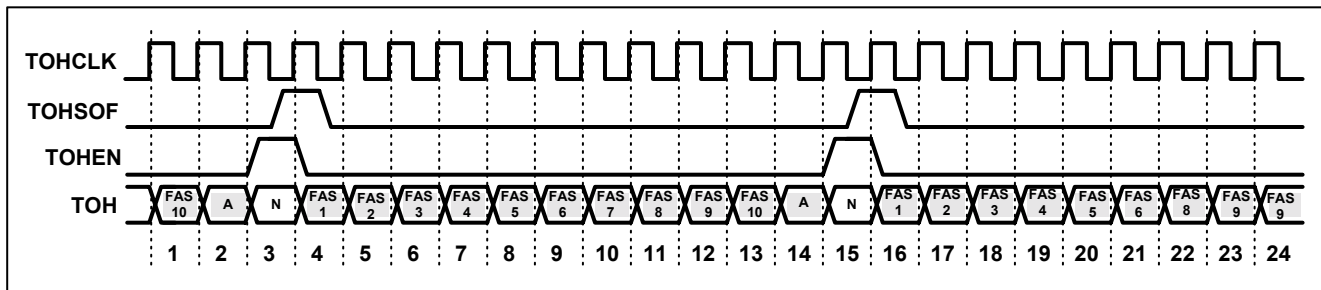 TOHCLK
TOHSOF
TOHEN
TOH FAS 10 A N FAS 1 FAS 2 FAS 3 FAS 4 FAS 5 FAS 6 FAS 7 FAS 8 FAS 9 FAS 10 A N FAS 1 FAS 2 FAS 3 FAS 4 FAS 5 FAS 6 FAS 8 FAS 9 FAS 9
1 2 3 4 5 6 7 8 9 10 11 12 13 14 15 16 17 18 19 20 21 22 23 24